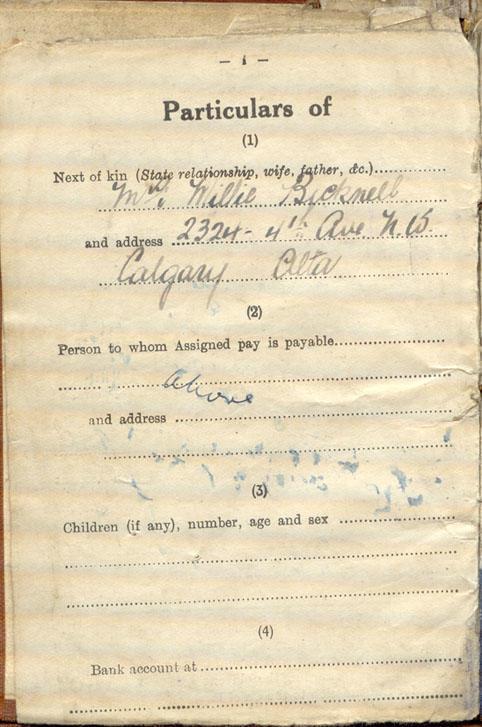 — 1 —
Particulars of
(1)
Next of kin (State relationship, wife, father, &c.)
Mrs. Willie Bicknell
and address 2324 - 4th Ave N.W.
Calgary Alta
(2)
Person to whom Assigned pay is payable
above
and address
(3)
Children (if any), number, age and sex
(4)
Bank account at